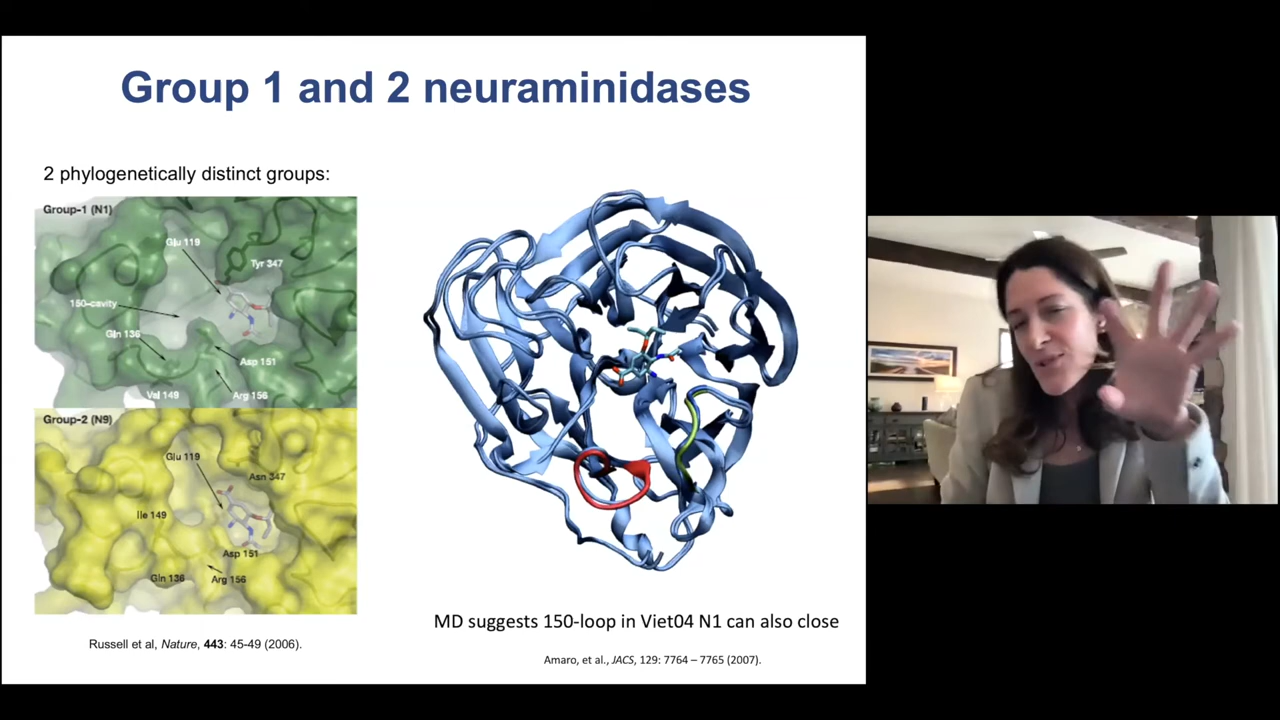 Group 1 and 2 neuraminidases
2 phylogenetically distinct groups:
Group-1 (N1)
Glu 119
Tyr 347
150-cavity
Gln 136
Asp 151
Val 149
Arg 156
Group-2 (N9)
Glu 119
Asn 347
Ile 149
Asp 151
Gln 136
Arg 156
Russell et al, Nature, 443: 45-49 (2006).
MD suggests 150-loop in Viet04 N1 can also close
Amaro, et al., JACS, 129: 7764 – 7765 (2007).